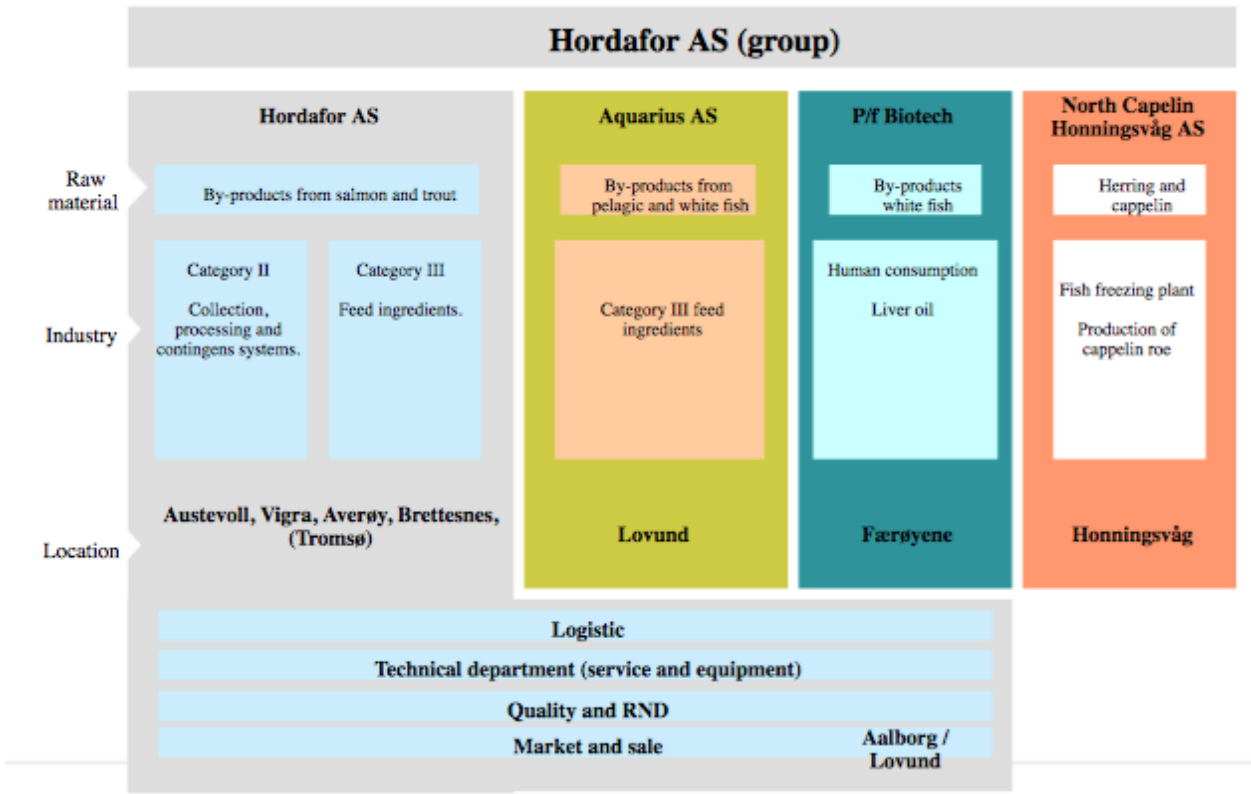 Hordafor AS (group)
Hordafor AS
Aquarius AS
P/f Biotech
North Capelin
Honningsvåg AS
Raw
material
By-products from salmon and trout
By-products from
pelagic and white fish
By-products
white fish
Herring and
cappelin
Industry
Category II
Collection,
processing and
contingens systems.
Category III
Feed ingredients.
Category III feed
ingredients
Human consumption
Liver oil
Fish freezing plant
Production of
cappelin roe
Location
Austevoll, Vigra, Averøy, Brettesnes,
(Tromsø)
Lovund
Færøyene
Honningsvåg
Logistic
Technical department (service and equipment)
Quality and RND
Market and sale
Aalborg /
Lovund